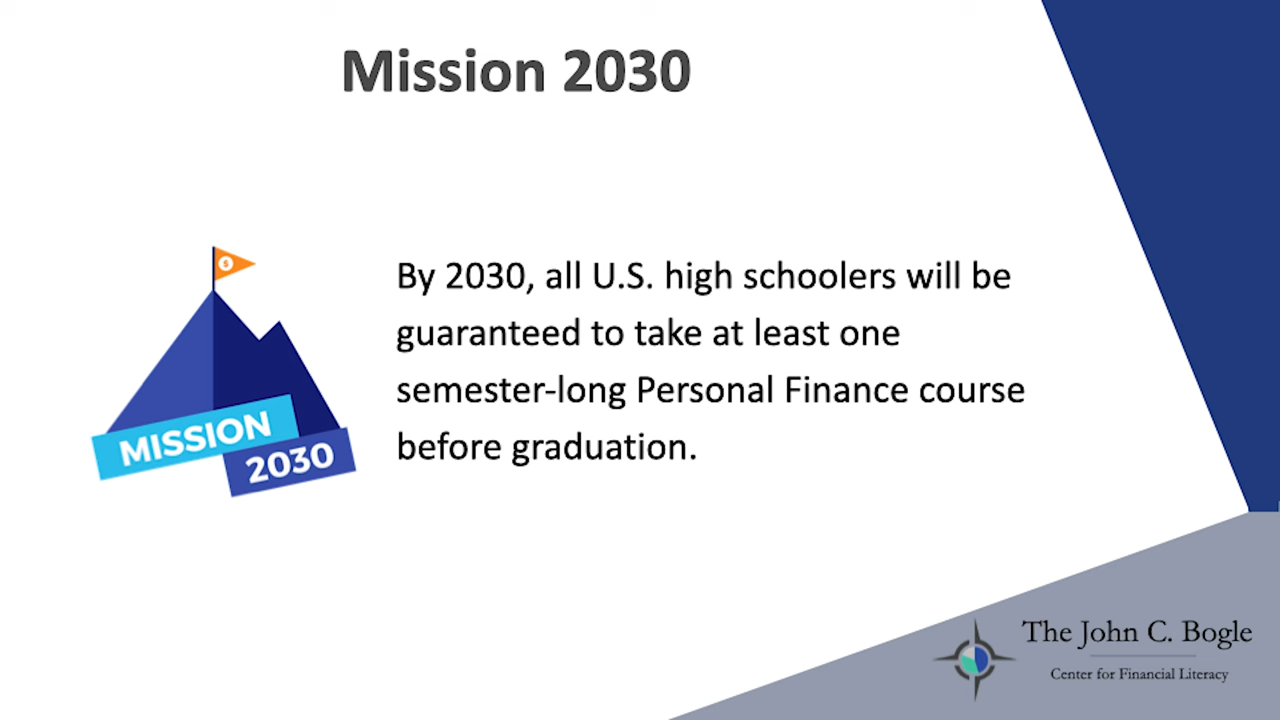 Mission 2030
By 2030, all U.S. high schoolers will be
guaranteed to take at least one
semester-long Personal Finance course
before graduation.
$
MISSION
2030
The John C. Bogle
Center for Financial Literacy